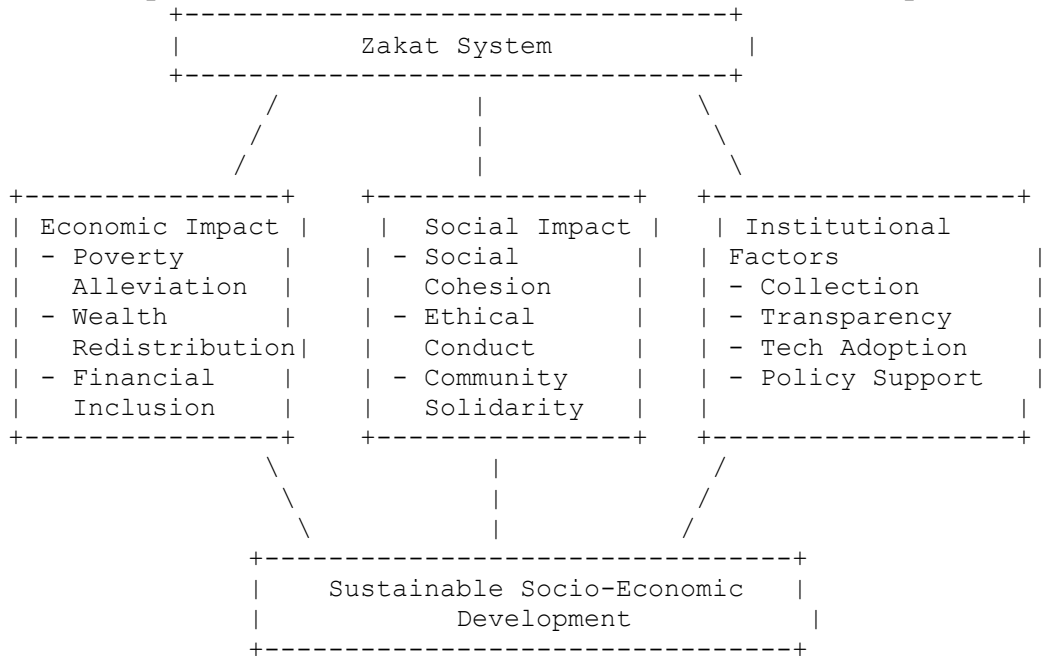 Zakat System
Economic Impact
- Poverty
Alleviation
- Wealth
Redistribution
- Financial
Inclusion
Social Impact
- Social
Cohesion
- Ethical
Conduct
- Community
Solidarity
Institutional
Factors
- Collection
- Transparency
- Tech Adoption
- Policy Support
Sustainable Socio-Economic
Development